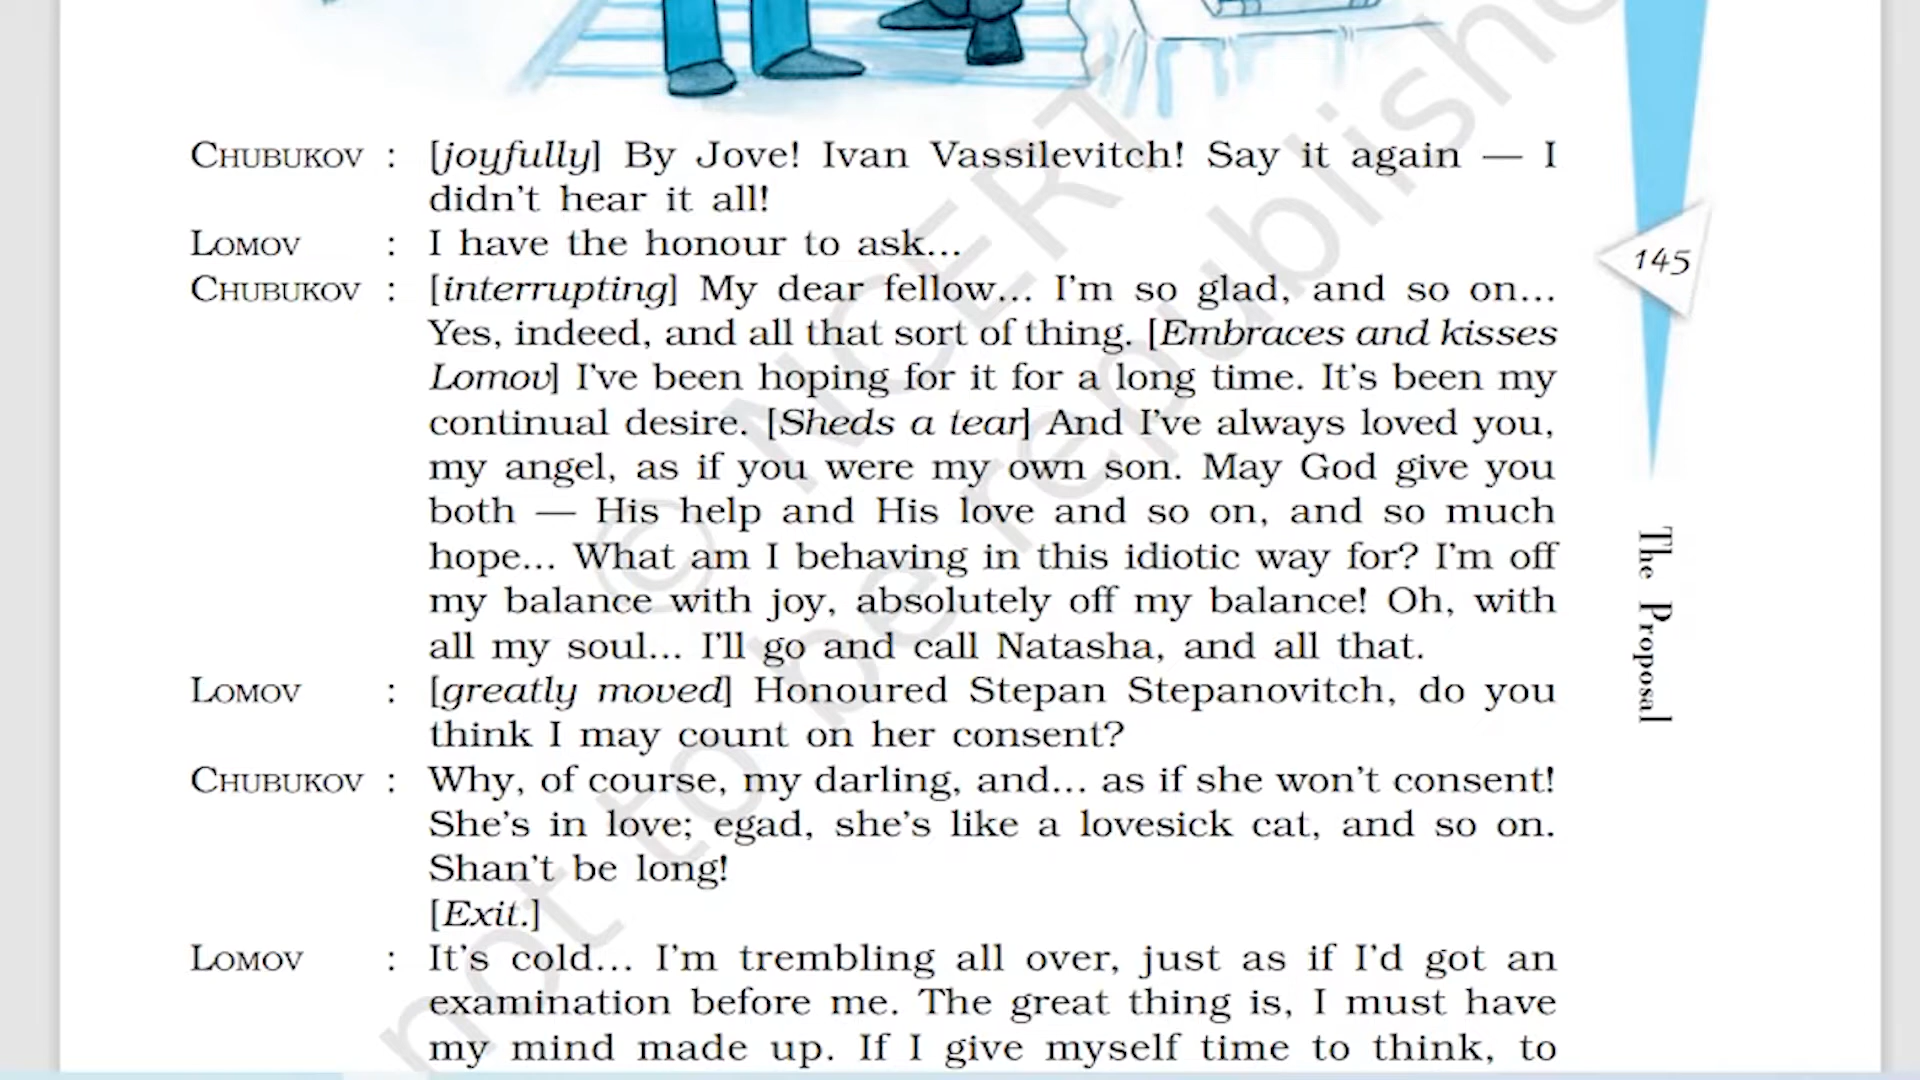 CHUBUKOV : [joyfully] By Jove! Ivan Vassilevitch! Say it again — I
didn't hear it all!
LOMOV : I have the honour to ask...
CHUBUKOV : [interrupting] My dear fellow... I'm so glad, and so on...
Yes, indeed, and all that sort of thing. [Embraces and kisses
Lomov] I've been hoping for it for a long time. It's been my
continual desire. [Sheds a tear] And I've always loved you,
my angel, as if you were my own son. May God give you
both — His help and His love and so on, and so much
hope... What am I behaving in this idiotic way for? I'm off
my balance with joy, absolutely off my balance! Oh, with
all my soul... I'll go and call Natasha, and all that.
LOMOV : [greatly moved] Honoured Stepan Stepanovitch, do you
think I may count on her consent?
CHUBUKOV : Why, of course, my darling, and... as if she won't consent!
She's in love; egad, she's like a lovesick cat, and so on.
Shan't be long!
[Exit.]
LOMOV : It's cold... I'm trembling all over, just as if I'd got an
examination before me. The great thing is, I must have
my mind made up. If I give myself time to think, to
145
The Proposal
© NCERT
not to be republished